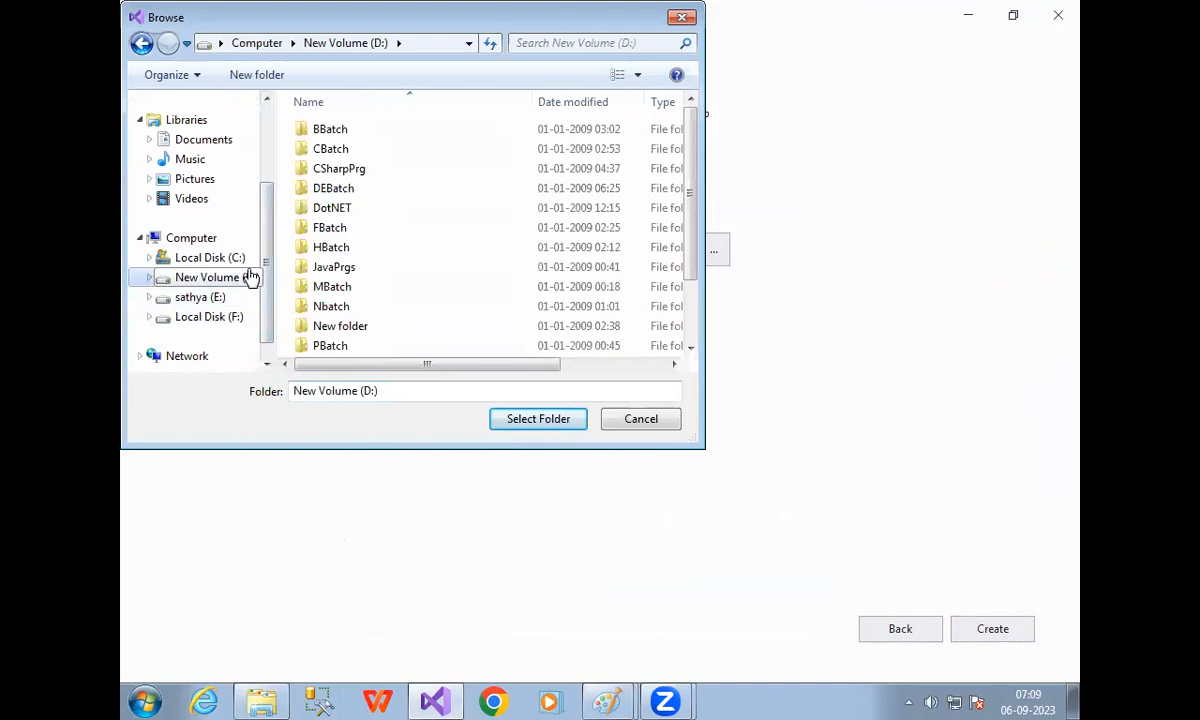 Browse
Computer New Volume (D:) Search New Volume (D:)
Organize New folder ?
Name Date modified Type
Libraries
Documents
Music
Pictures
Videos
Computer
Local Disk (C:)
New Volume
sathya (E:)
Local Disk (F:)
Network
BBatch 01-01-2009 03:02 File fol
CBatch 01-01-2009 02:53 File fol
CSharpPrg 01-01-2009 04:37 File fol
DEBatch 01-01-2009 06:25 File fol
DotNET 01-01-2009 12:15 File fol
FBatch 01-01-2009 02:25 File fol
HBatch 01-01-2009 02:12 File fol
JavaPrgs 01-01-2009 00:41 File fol
MBatch 01-01-2009 00:18 File fol
Nbatch 01-01-2009 01:01 File fol
New folder 01-01-2009 02:38 File fol
PBatch 01-01-2009 00:45 File fol
Folder: New Volume (D:)
Select Folder Cancel
...
Back Create
07:09
06-09-2023